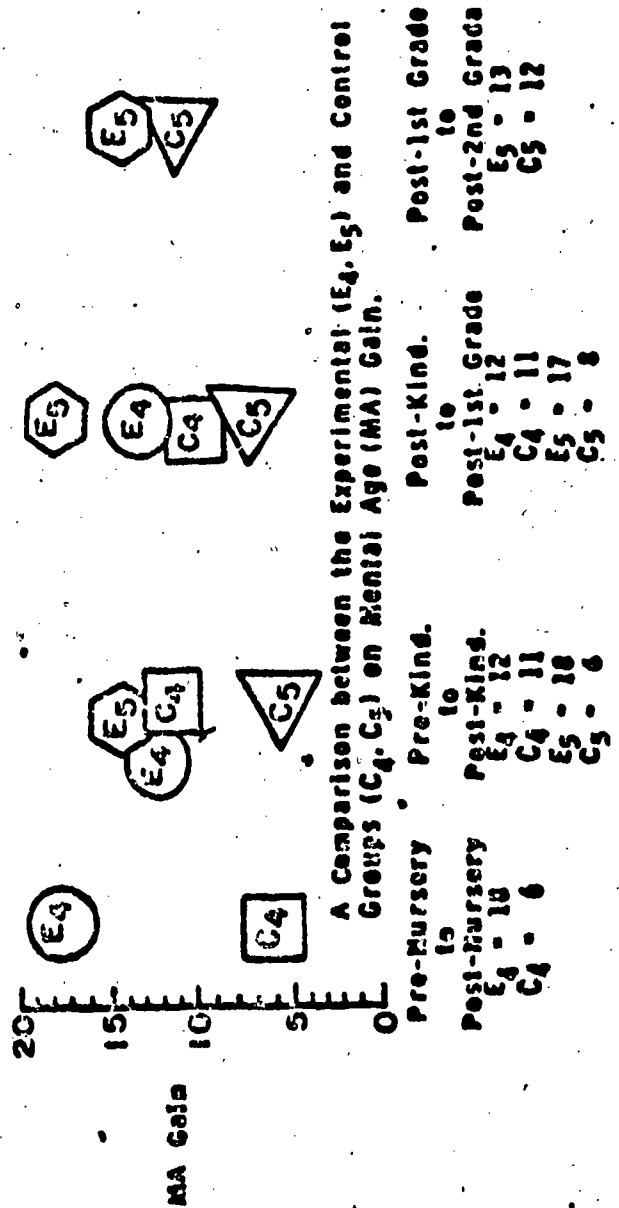 MA Gain
20
15
10
5
0
E4
C4
E5
E4
C4
C5
E5
E4
C4
C5
E5
C5
A Comparison between the Experimental (E4, E5) and Control
Groups (C4, C5) on Mental Age (MA) Gain.
Pre-Nursery
to
Post-Nursery
E4 = 18
C4 = 6
Pre-Kind.
to
Post-Kind.
E4 = 12
C4 = 11
E5 =
C5 = 6
Post-Kind.
to
Post-1st Grade
E4 = 12
C4 = 11
E5 = 17
C5 = 8
Post-1st Grade
to
Post-2nd Grade
E5 = 13
C5 = 12